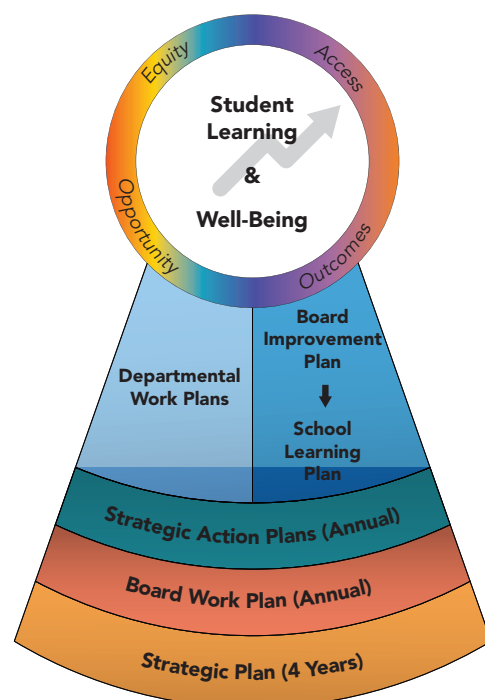 Equity
Access
Student
Learning
&
Well-Being
Opportunity
Outcomes
Board
Improvement
Plan
Departmental
Work Plans
School
Learning
Plan
Strategic Action Plans (Annual)
Board Work Plan (Annual)
Strategic Plan (4 Years)